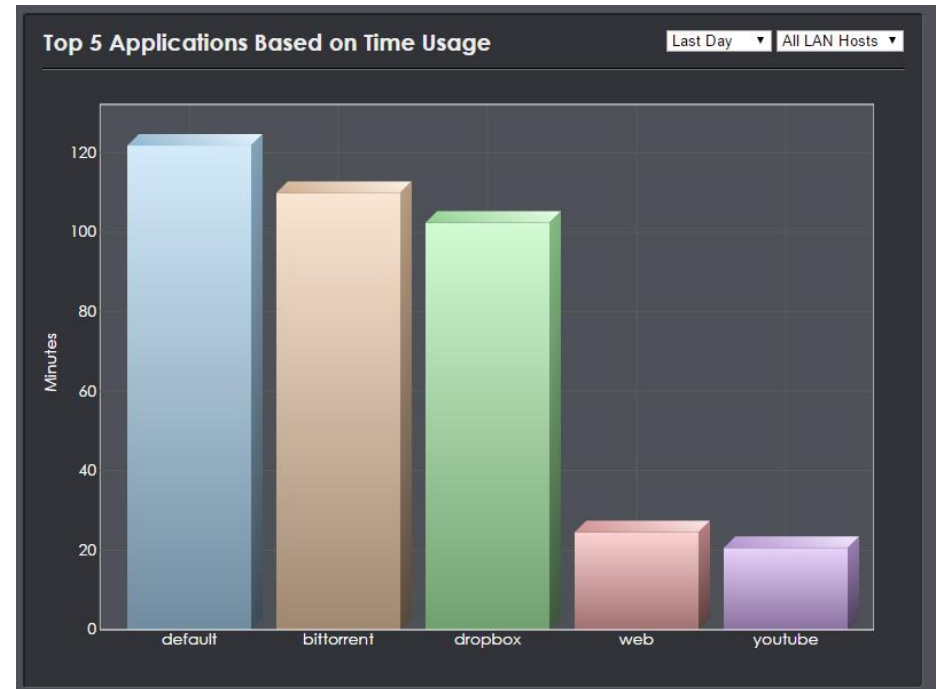 Top 5 Applications Based on Time Usage
Last Day
All LAN Hosts
120
100
80
60
40
20
0
Minutes
default
bittorrent
dropbox
web
youtube